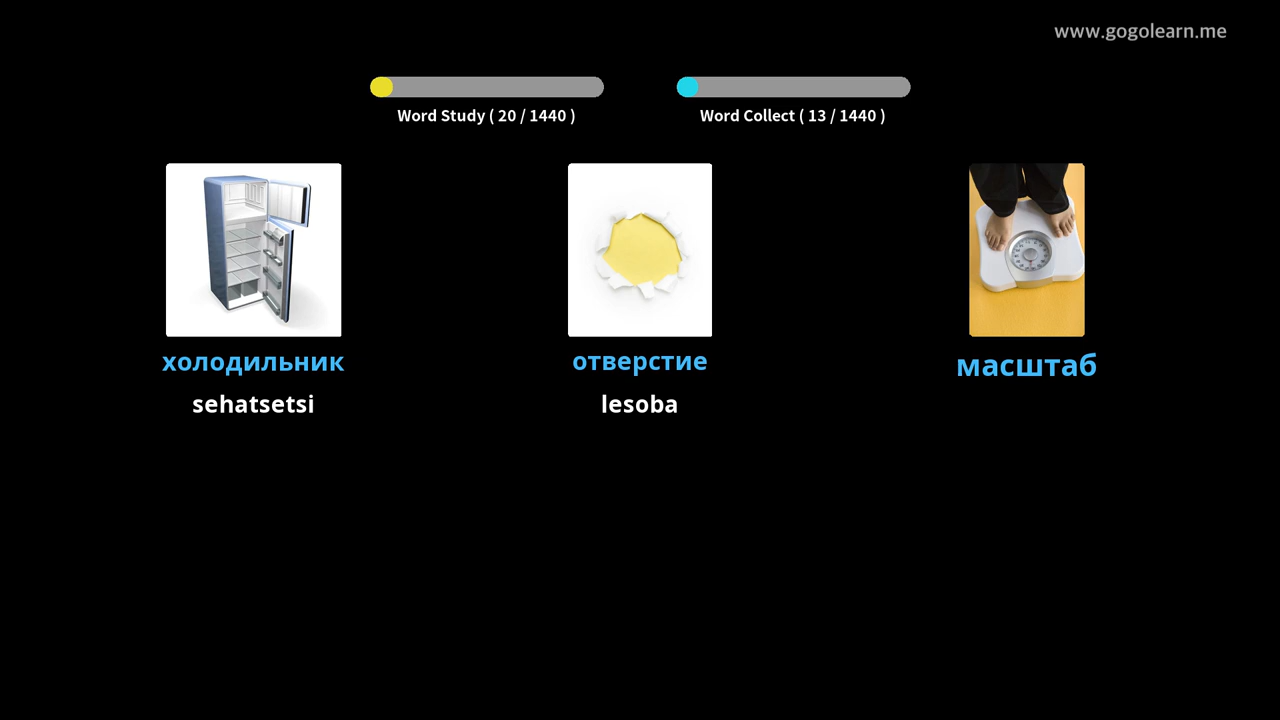 www.gogolearn.me
Word Study ( 20 / 1440 )
Word Collect ( 13 / 1440 )
холодильник
отверстие
масштаб
sehatsetsi
lesoba